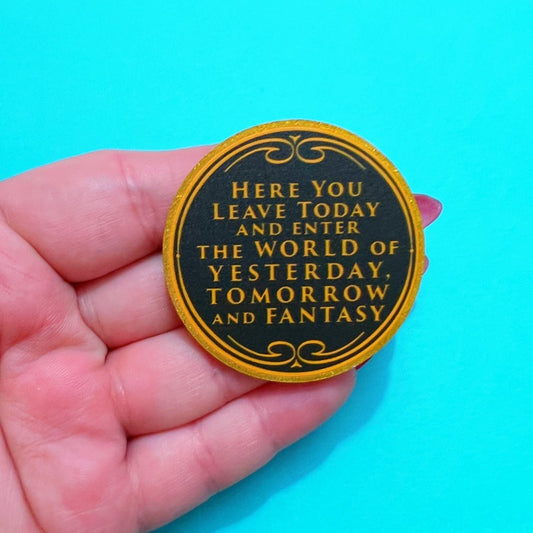 HERE YOU
LEAVE TODAY
AND ENTER
THE WORLD OF
YESTERDAY,
TOMORROW
AND FANTASY